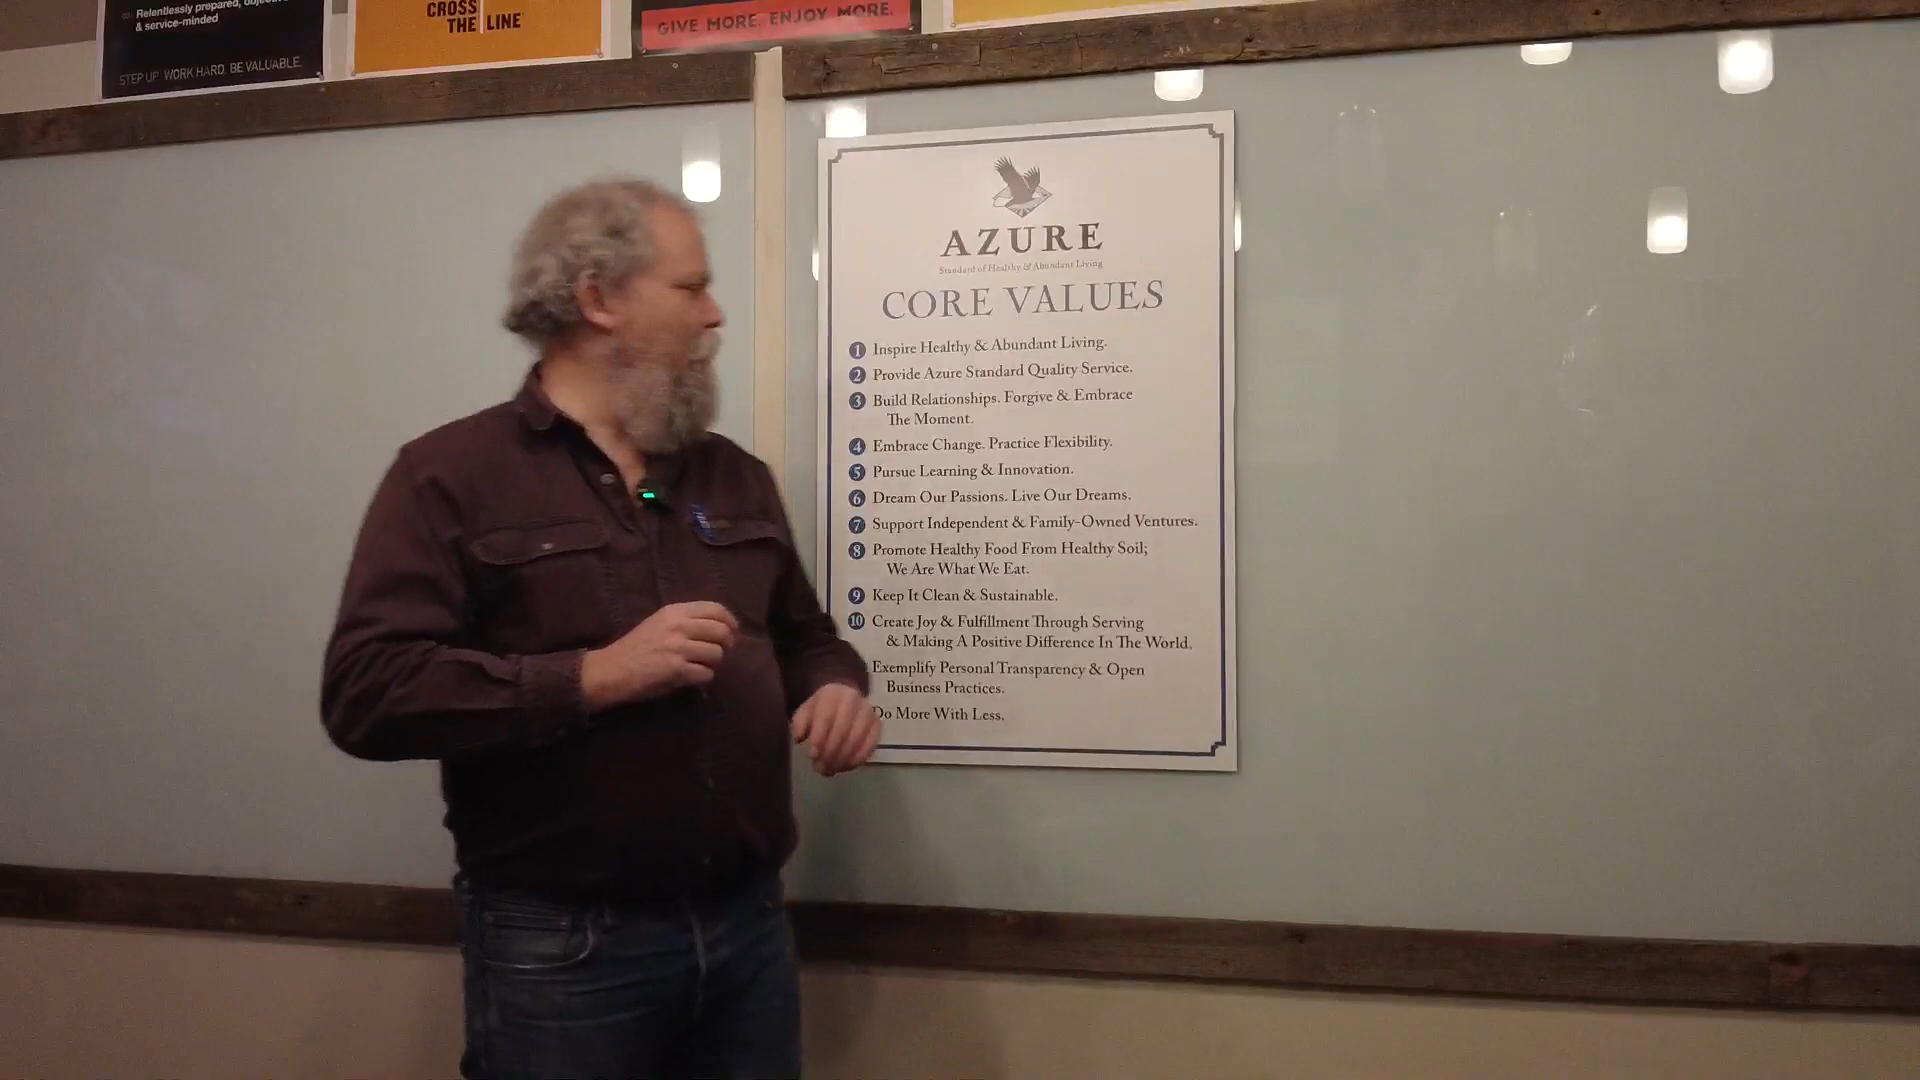 Relentlessly prepared,
& service-minded
STEP UP. WORK HARD. BE VALUABLE.
CROSS
THE LINE
GIVE MORE. ENJOY MORE.
AZURE
Standard of Healthy & Abundant Living
CORE VALUES
1 Inspire Healthy & Abundant Living.
2 Provide Azure Standard Quality Service.
3 Build Relationships. Forgive & Embrace
The Moment.
4 Embrace Change. Practice Flexibility.
5 Pursue Learning & Innovation.
6 Dream Our Passions. Live Our Dreams.
7 Support Independent & Family-Owned Ventures.
8 Promote Healthy Food From Healthy Soil;
We Are What We Eat.
9 Keep It Clean & Sustainable.
10 Create Joy & Fulfillment Through Serving
& Making A Positive Difference In The World.
Exemplify Personal Transparency & Open
Business Practices.
Do More With Less.